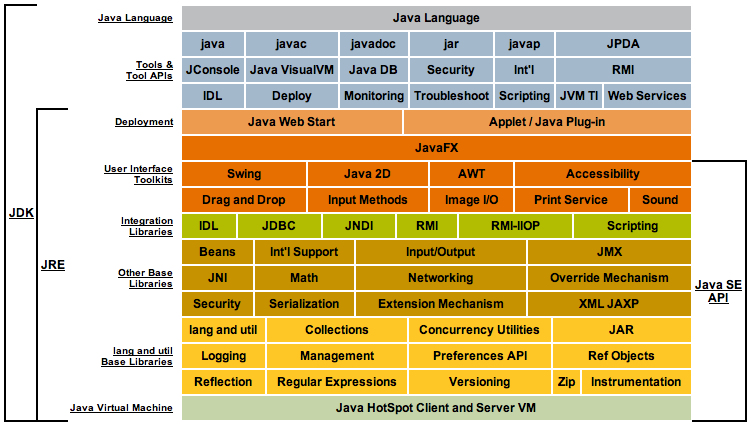 Java Language Java Language
java javac javadoc jar javap JPDA
Tools &
Tool APIs
JConsole Java VisualVM Java DB Security Int'l RMI
IDL Deploy Monitoring Troubleshoot Scripting JVM TI Web Services
Deployment Java Web Start Applet / Java Plug-in
JavaFX
User Interface
Toolkits
Swing Java 2D AWT Accessibility
Drag and Drop Input Methods Image I/O Print Service Sound
Integration
Libraries
IDL JDBC JNDI RMI RMI-IIOP Scripting
JDK
JRE
Beans Int'l Support Input/Output JMX
Other Base
Libraries
JNI Math Networking Override Mechanism
Security Serialization Extension Mechanism XML JAXP
Java SE
API
lang and util Collections Concurrency Utilities JAR
lang and util
Base Libraries
Logging Management Preferences API Ref Objects
Reflection Regular Expressions Versioning Zip Instrumentation
Java Virtual Machine Java HotSpot Client and Server VM